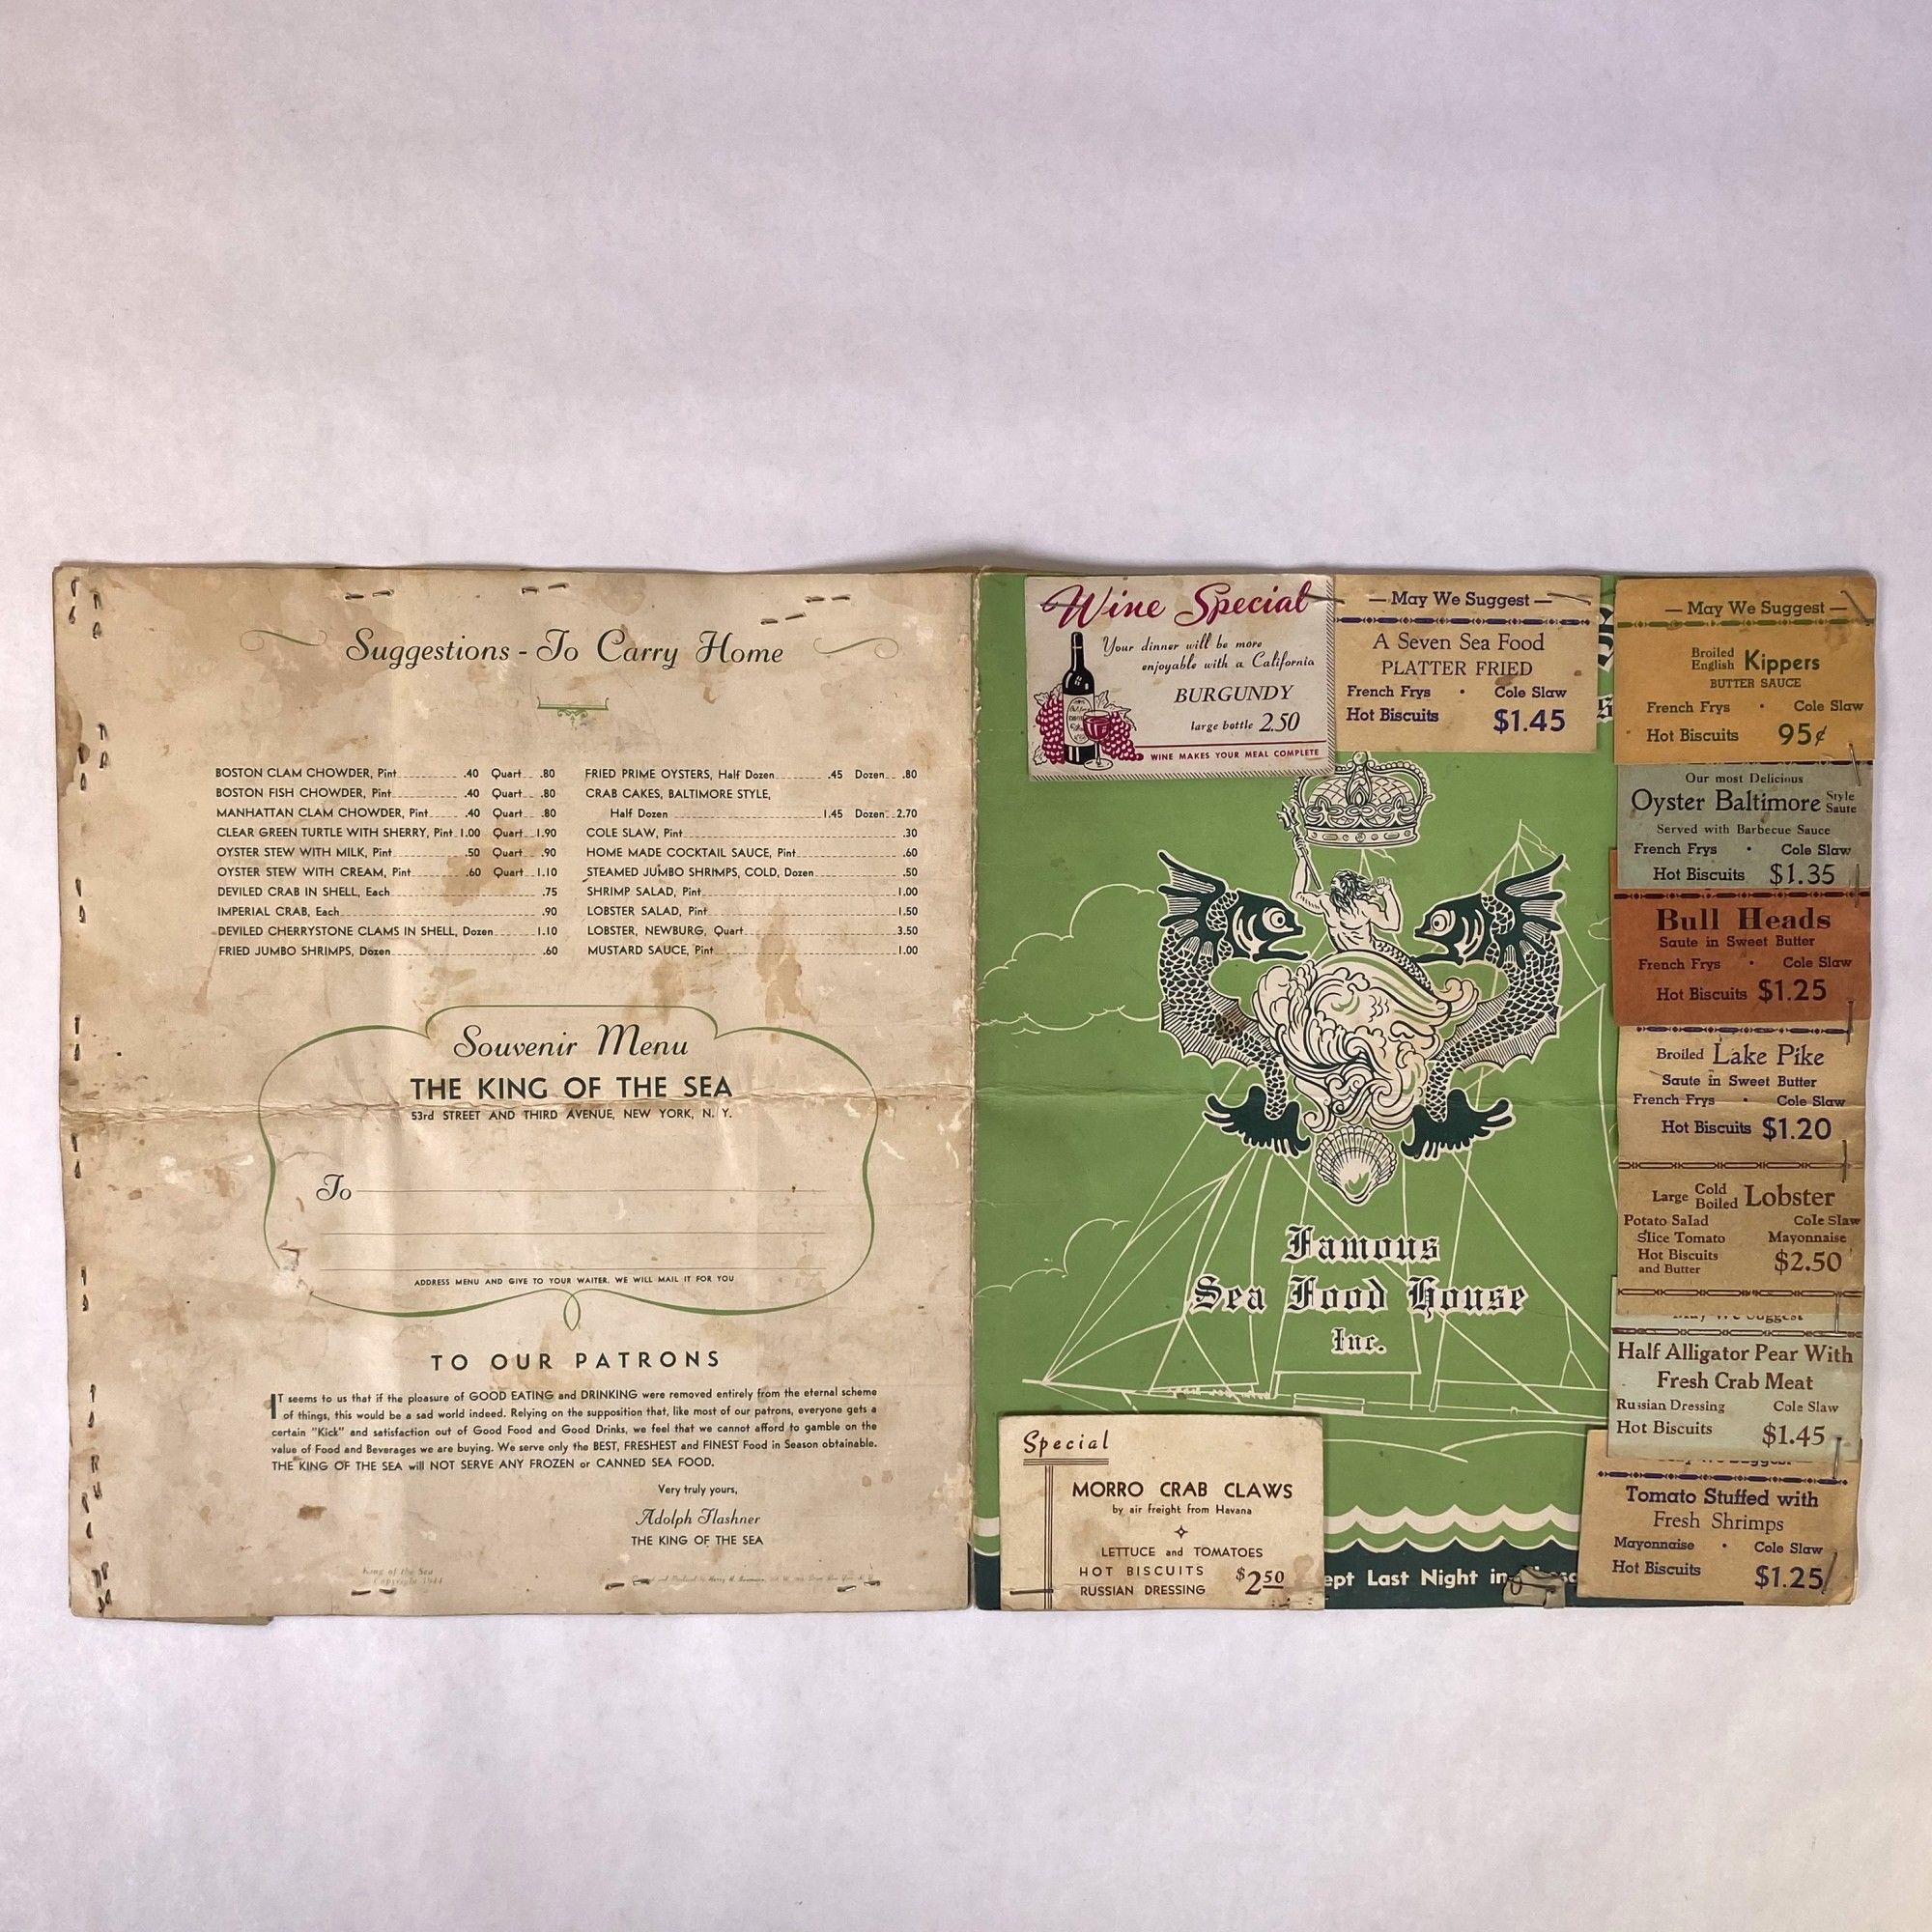 Suggestions - To Carry Home
BOSTON CLAM CHOWDER, Pint .40 Quart .80
BOSTON FISH CHOWDER, Pint .40 Quart .80
MANHATTAN CLAM CHOWDER, Pint .40 Quart .80
CLEAR GREEN TURTLE WITH SHERRY, Pint 1.00 Quart 1.90
OYSTER STEW WITH MILK, Pint .50 Quart .90
OYSTER STEW WITH CREAM, Pint .60 Quart 1.10
DEVILED CRAB IN SHELL, Each .75
IMPERIAL CRAB, Each .90
DEVILED CHERRYSTONE CLAMS IN SHELL, Dozen 1.10
FRIED JUMBO SHRIMPS, Dozen .60
FRIED PRIME OYSTERS, Half Dozen .45 Dozen .80
CRAB CAKES, BALTIMORE STYLE,
Half Dozen 1.45 Dozen 2.70
COLE SLAW, Pint .30
HOME MADE COCKTAIL SAUCE, Pint .60
STEAMED JUMBO SHRIMPS, COLD, Dozen .50
SHRIMP SALAD, Pint 1.00
LOBSTER SALAD, Pint 1.50
LOBSTER, NEWBURG, Quart 3.50
MUSTARD SAUCE, Pint 1.00
Souvenir Menu
THE KING OF THE SEA
53rd STREET AND THIRD AVENUE, NEW YORK, N. Y.
To
ADDRESS MENU AND GIVE TO YOUR WAITER. WE WILL MAIL IT FOR YOU
TO OUR PATRONS
IT seems to us that if the pleasure of GOOD EATING and DRINKING were removed entirely from the eternal scheme
of things, this would be a sad world indeed. Relying on the supposition that, like most of our patrons, everyone gets a
certain "Kick" and satisfaction out of Good Food and Good Drinks, we feel that we cannot afford to gamble on the
value of Food and Beverages we are buying. We serve only the BEST, FRESHEST and FINEST Food in Season obtainable.
THE KING OF THE SEA will NOT SERVE ANY FROZEN or CANNED SEA FOOD.
Very truly yours,
Adolph Flashner
THE KING OF THE SEA
King of the Sea
Copyright
Wine Special
Your dinner will be more
enjoyable with a California
BURGUNDY
large bottle 2.50
WINE MAKES YOUR MEAL COMPLETE
— May We Suggest —
A Seven Sea Food
PLATTER FRIED
French Frys • Cole Slaw
Hot Biscuits $1.45
Famous
Sea Food House
Inc.
Special
MORRO CRAB CLAWS
by air freight from Havana
LETTUCE and TOMATOES
HOT BISCUITS
RUSSIAN DRESSING $2.50
ept Last Night in
— May We Suggest —
Broiled English Kippers
BUTTER SAUCE
French Frys • Cole Slaw
Hot Biscuits 95¢
Our most Delicious
Oyster Baltimore Style Saute
Served with Barbecue Sauce
French Frys • Cole Slaw
Hot Biscuits $1.35
Bull Heads
Saute in Sweet Butter
French Frys • Cole Slaw
Hot Biscuits $1.25
Broiled Lake Pike
Saute in Sweet Butter
French Frys • Cole Slaw
Hot Biscuits $1.20
Large Cold Boiled Lobster
Potato Salad Cole Slaw
Slice Tomato Mayonnaise
Hot Biscuits
and Butter $2.50
May We Suggest
Half Alligator Pear With
Fresh Crab Meat
Russian Dressing Cole Slaw
Hot Biscuits $1.45
Tomato Stuffed with
Fresh Shrimps
Mayonnaise • Cole Slaw
Hot Biscuits $1.25